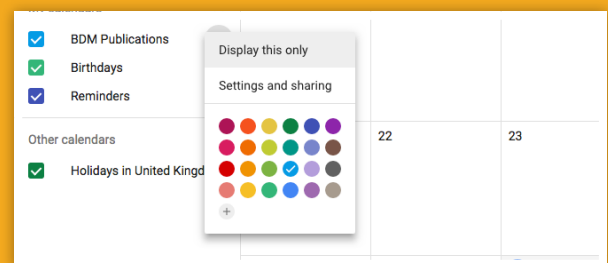 BDM Publications
Birthdays
Reminders
Other calendars
Holidays in United Kingd
Display this only
Settings and sharing
+
22
23